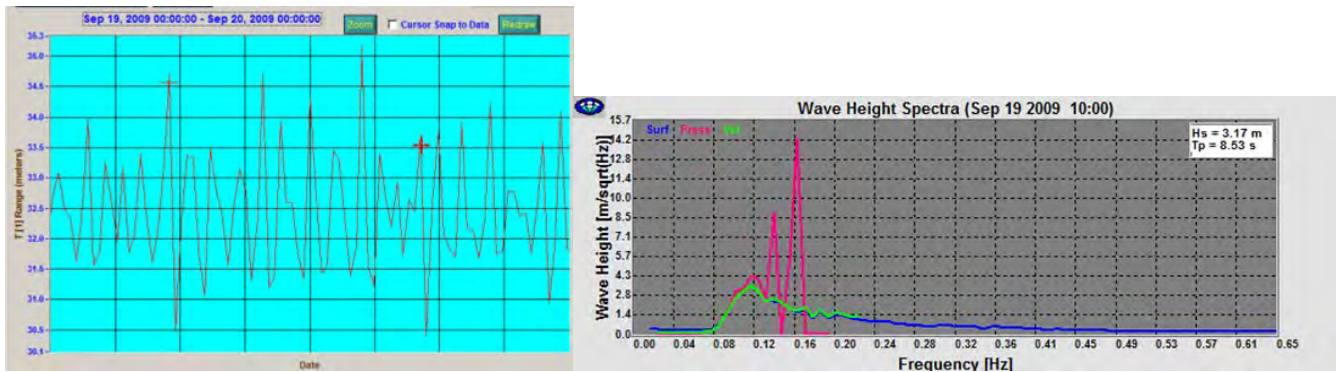 Sep 19, 2009 00:00:00 - Sep 20, 2009 00:00:00
Zoom Cursor Snap to Data Redraw
T [1] Range (meters)
35.3
35.0
34.5
34.0
33.5
33.0
32.5
32.0
31.5
31.0
30.5
30.1
Date
Wave Height Spectra (Sep 19 2009 10:00)
Surf Press Vel
Hs = 3.17 m
Tp = 8.53 s
Wave Height [m/sqrt(Hz)]
15.7
14.2
12.8
11.4
10.0
8.5
7.1
5.7
4.3
2.8
1.4
0.0
0.00 0.04 0.08 0.12 0.16 0.20 0.24 0.28 0.32 0.36 0.41 0.45 0.49 0.53 0.57 0.61 0.65
Frequency [Hz]